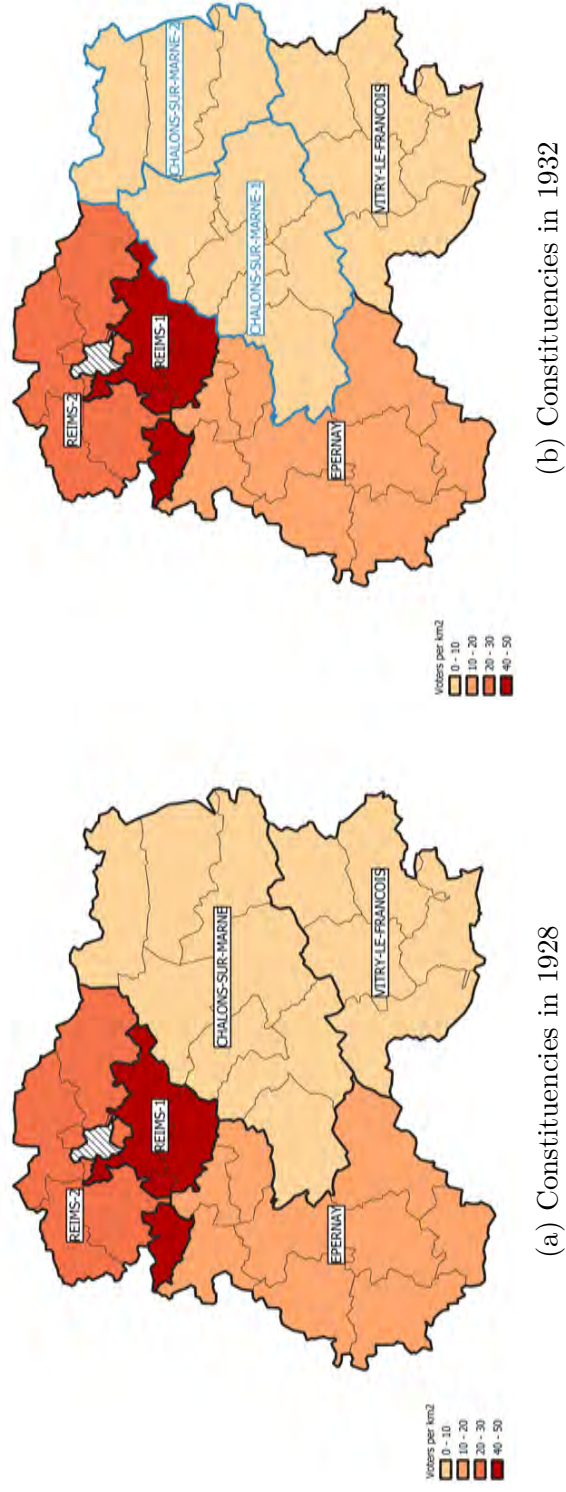 REIMS-2
REIMS-1
CHALONS-SUR-MARNE
EPERNAY
VITRY-LE-FRANCOIS
Voters per km2
0 - 10
10 - 20
20 - 30
40 - 50
(a) Constituencies in 1928
REIMS-2
REIMS-1
CHALONS-SUR-MARNE-2
CHALONS-SUR-MARNE-1
EPERNAY
VITRY-LE-FRANCOIS
Voters per km2
0 - 10
10 - 20
20 - 30
40 - 50
(b) Constituencies in 1932